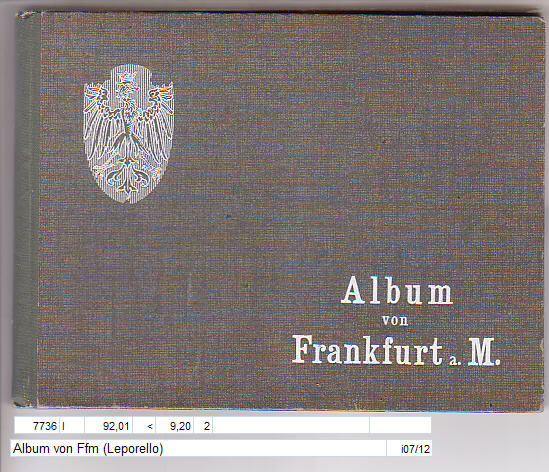 Album
von
Frankfurt a. M.
7736 I 92,01 < 9,20 2
Album von Ffm (Leporello) i07/12